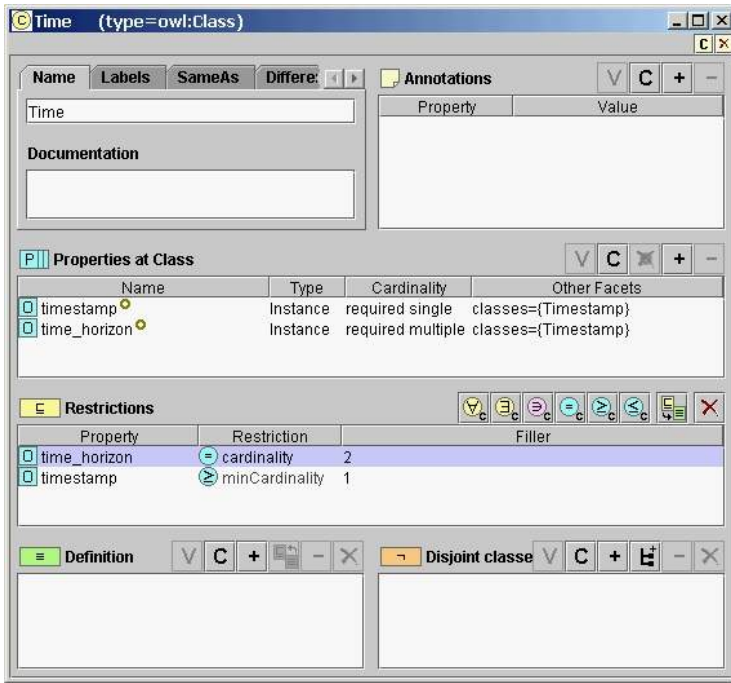 C Time (type=owl:Class)
C
Name Labels SameAs Differe:
Annotations V C + −
Time
Property Value
Documentation
P Properties at Class V C + −
Name Type Cardinality Other Facets
O timestamp Instance required single classes={Timestamp}
O time_horizon Instance required multiple classes={Timestamp}
⊑ Restrictions ∀C ∃C ∋C =C ≥C ≤C
Property Restriction Filler
O time_horizon = cardinality 2
O timestamp ≥ minCardinality 1
≡ Definition V C + − ¬ Disjoint classe V C + −